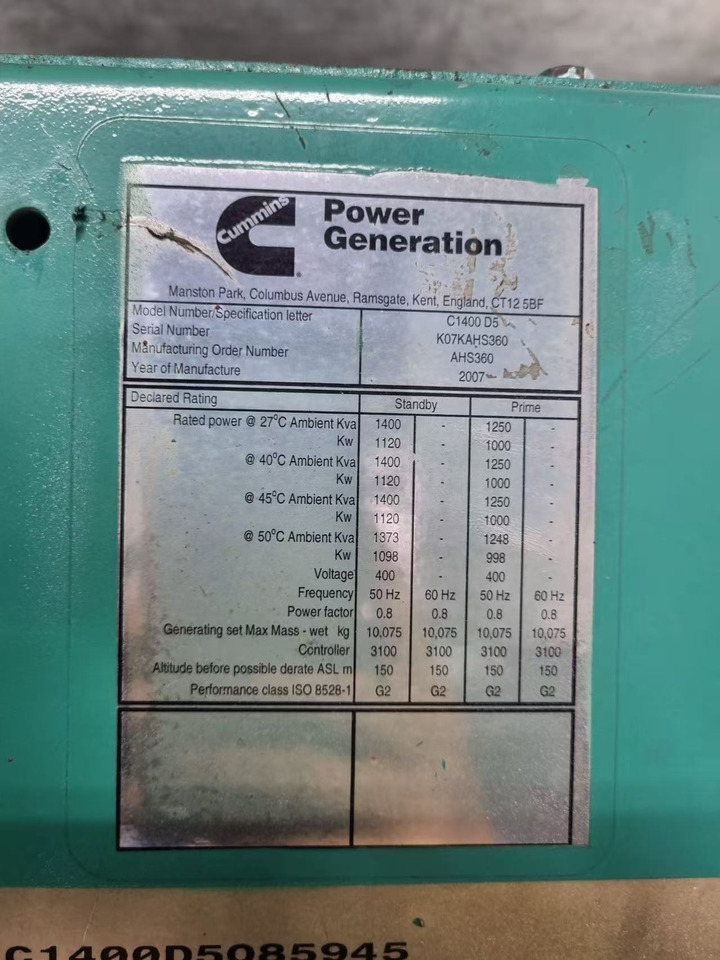 Cummins
Power
Generation
Manston Park, Columbus Avenue, Ramsgate, Kent, England, CT12 5BF
Model Number/Specification letter C1400 D5
Serial Number K07KAHS360
Manufacturing Order Number AHS360
Year of Manufacture 2007
Declared Rating Standby Prime
Rated power @ 27°C Ambient Kva 1400 - 1250 -
Kw 1120 - 1000 -
@ 40°C Ambient Kva 1400 - 1250 -
Kw 1120 - 1000 -
@ 45°C Ambient Kva 1400 - 1250 -
Kw 1120 - 1000 -
@ 50°C Ambient Kva 1373 - 1248 -
Kw 1098 - 998 -
Voltage 400 - 400 -
Frequency 50 Hz 60 Hz 50 Hz 60 Hz
Power factor 0.8 0.8 0.8 0.8
Generating set Max Mass - wet kg 10,075 10,075 10,075 10,075
Controller 3100 3100 3100 3100
Altitude before possible derate ASL m 150 150 150 150
Performance class ISO 8528-1 G2 G2 G2 G2
C1400D5085945